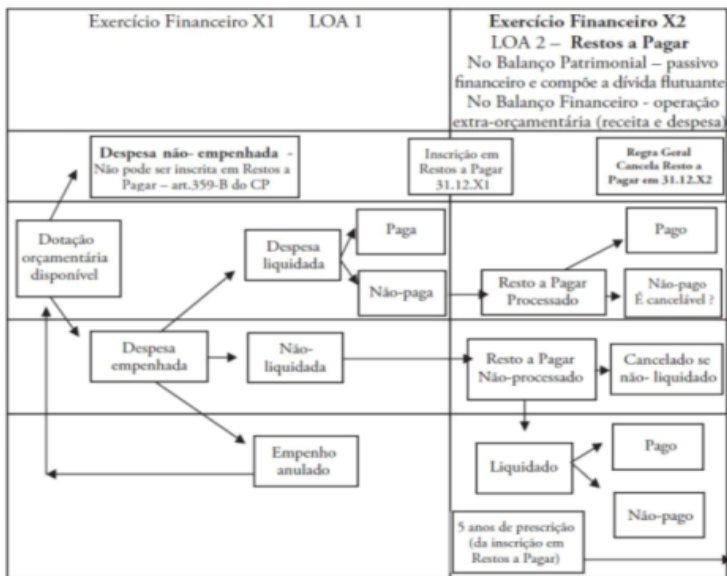 Exercício Financeiro X1 LOA 1
Exercício Financeiro X2
LOA 2 – Restos a Pagar
No Balanço Patrimonial – passivo
financeiro e compõe a dívida flutuante
No Balanço Financeiro - operação
extra-orçamentária (receita e despesa)
Despesa não- empenhada -
Não pode ser inscrita em Restos a
Pagar – art.359-B do CP
Inscrição em
Restos a Pagar
31.12.X1
Regra Geral
Cancela Resto a
Pagar em 31.12.X2
Dotação
orçamentária
disponível
Despesa
liquidada
Paga
Não-paga
Resto a Pagar
Processado
Pago
Não-pago
É cancelável ?
Despesa
empenhada
Não-
liquidada
Resto a Pagar
Não-processado
Cancelado se
não- liquidado
Empenho
anulado
Liquidado
Pago
Não-pago
5 anos de prescrição
(da inscrição em
Restos a Pagar)